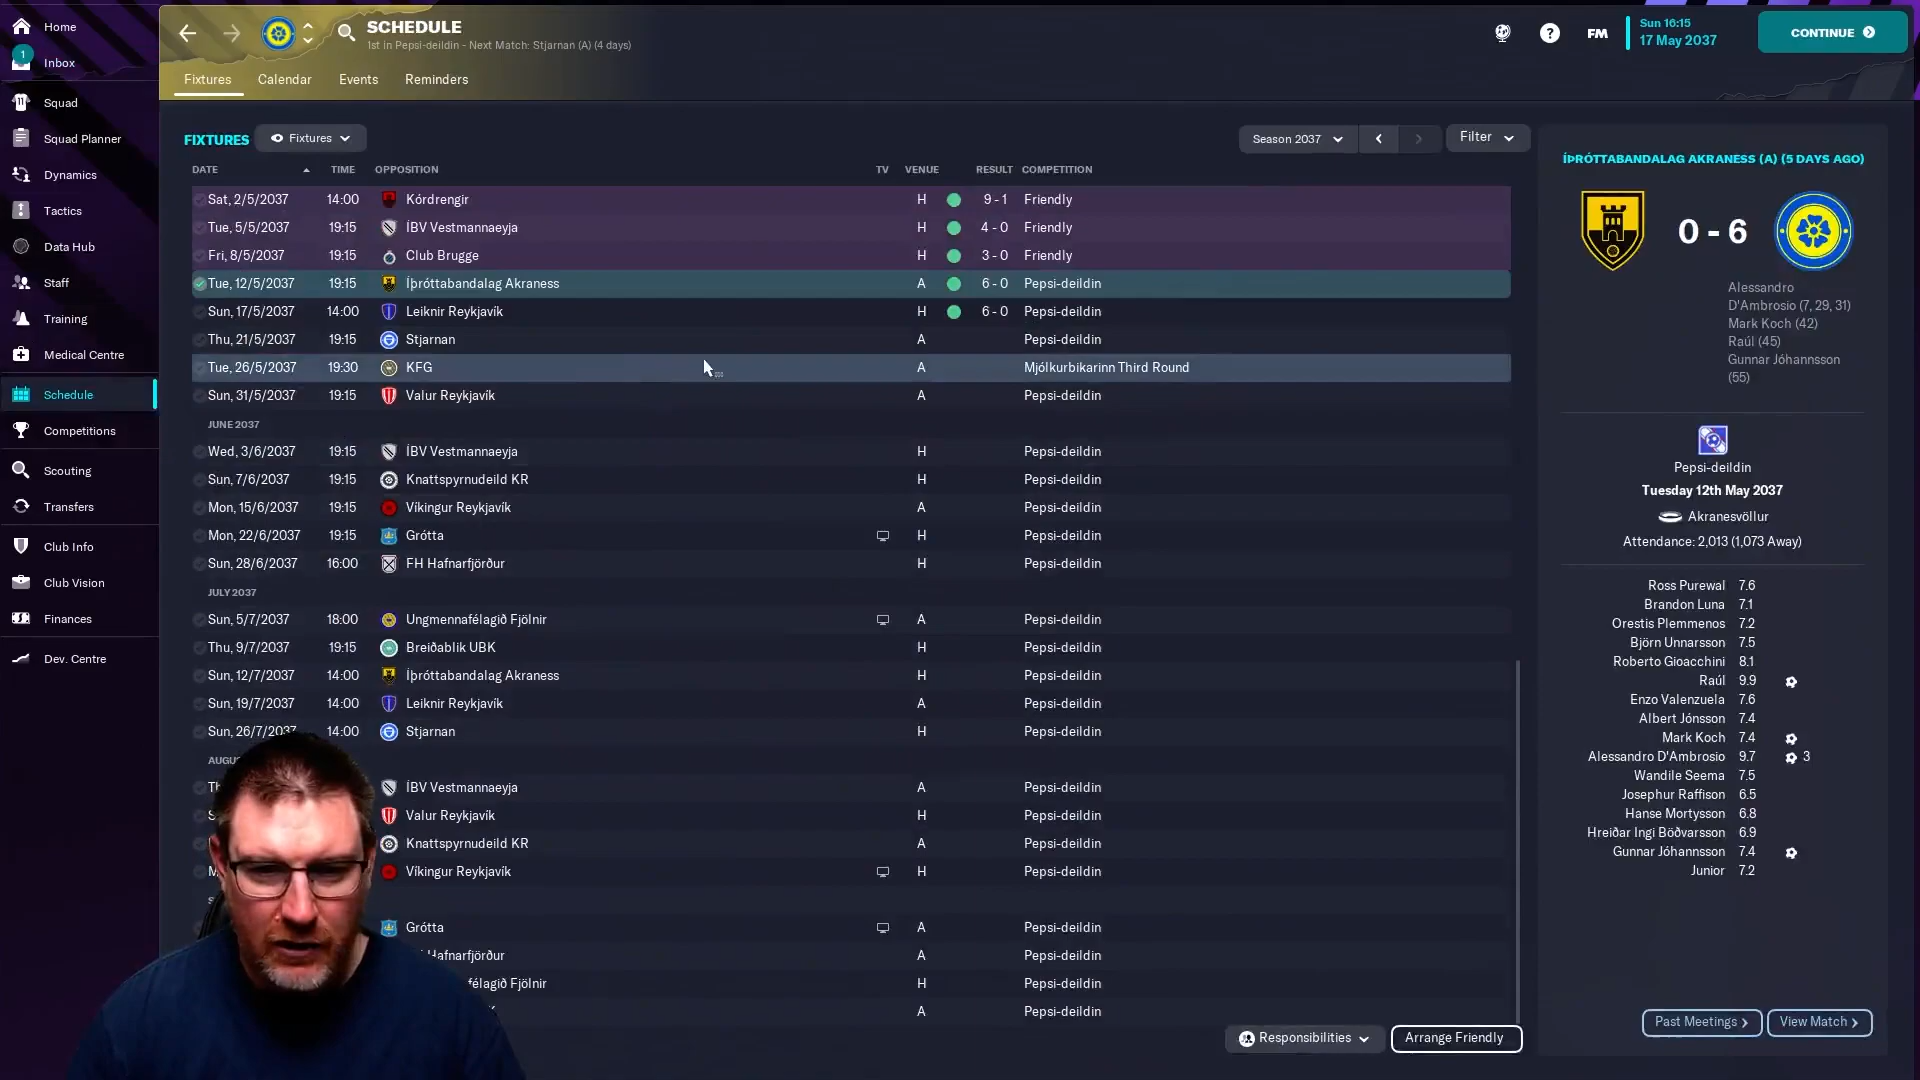 Home
1
Inbox
Squad
Squad Planner
Dynamics
Tactics
Data Hub
Staff
Training
Medical Centre
Schedule
Competitions
Scouting
Transfers
Club Info
Club Vision
Finances
Dev. Centre
SCHEDULE
1st in Pepsi-deildin - Next Match: Stjarnan (A) (4 days)
? FM Sun 16:15
17 May 2037
CONTINUE
Fixtures Calendar Events Reminders
FIXTURES Fixtures Season 2037 Filter
DATE TIME OPPOSITION TV VENUE RESULT COMPETITION
Sat, 2/5/2037 14:00 Kórdrengir H 9 - 1 Friendly
Tue, 5/5/2037 19:15 ÍBV Vestmannaeyja H 4 - 0 Friendly
Fri, 8/5/2037 19:15 Club Brugge H 3 - 0 Friendly
Tue, 12/5/2037 19:15 Íþróttabandalag Akraness A 6 - 0 Pepsi-deildin
Sun, 17/5/2037 14:00 Leiknir Reykjavík H 6 - 0 Pepsi-deildin
Thu, 21/5/2037 19:15 Stjarnan A Pepsi-deildin
Tue, 26/5/2037 19:30 KFG A Mjólkurbikarinn Third Round
Sun, 31/5/2037 19:15 Valur Reykjavík A Pepsi-deildin
JUNE 2037
Wed, 3/6/2037 19:15 ÍBV Vestmannaeyja H Pepsi-deildin
Sun, 7/6/2037 19:15 Knattspyrnudeild KR H Pepsi-deildin
Mon, 15/6/2037 19:15 Víkingur Reykjavík A Pepsi-deildin
Mon, 22/6/2037 19:15 Grótta H Pepsi-deildin
Sun, 28/6/2037 16:00 FH Hafnarfjörður H Pepsi-deildin
JULY 2037
Sun, 5/7/2037 18:00 Ungmennafélagið Fjölnir A Pepsi-deildin
Thu, 9/7/2037 19:15 Breiðablik UBK H Pepsi-deildin
Sun, 12/7/2037 14:00 Íþróttabandalag Akraness H Pepsi-deildin
Sun, 19/7/2037 14:00 Leiknir Reykjavík A Pepsi-deildin
Sun, 26/7/2037 14:00 Stjarnan H Pepsi-deildin
AUGU
Th ÍBV Vestmannaeyja A Pepsi-deildin
S Valur Reykjavík H Pepsi-deildin
Knattspyrnudeild KR A Pepsi-deildin
M Víkingur Reykjavík H Pepsi-deildin
S
Grótta A Pepsi-deildin
Hafnarfjörður A Pepsi-deildin
félagið Fjölnir H Pepsi-deildin
A Pepsi-deildin
Responsibilities Arrange Friendly
ÍÞRÓTTABANDALAG AKRANESS (A) (5 DAYS AGO)
0 - 6
Alessandro
D'Ambrosio (7, 29, 31)
Mark Koch (42)
Raúl (45)
Gunnar Jóhannsson
(55)
Pepsi-deildin
Tuesday 12th May 2037
Akranesvöllur
Attendance: 2,013 (1,073 Away)
Ross Purewal 7.6
Brandon Luna 7.1
Orestis Plemmenos 7.2
Björn Unnarsson 7.5
Roberto Gioacchini 8.1
Raúl 9.9
Enzo Valenzuela 7.6
Albert Jónsson 7.4
Mark Koch 7.4
Alessandro D'Ambrosio 9.7 3
Wandile Seema 7.5
Josephur Raffison 6.5
Hanse Mortysson 6.8
Hreiðar Ingi Böðvarsson 6.9
Gunnar Jóhannsson 7.4
Junior 7.2
Past Meetings View Match